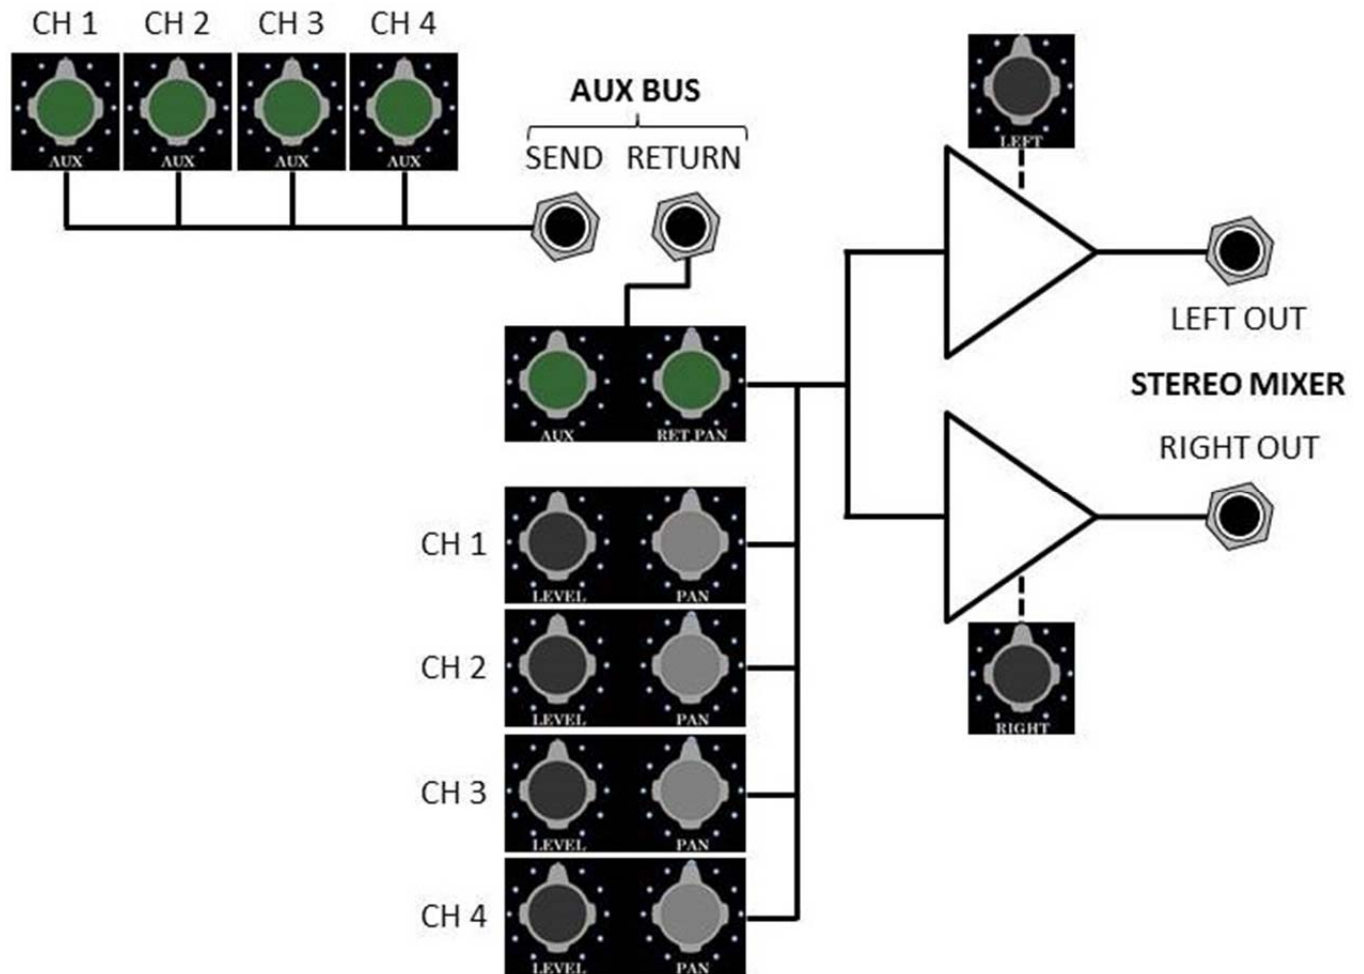 CH 1 CH 2 CH 3 CH 4
AUX AUX AUX AUX
AUX BUS
SEND RETURN
LEFT
LEFT OUT
STEREO MIXER
RIGHT OUT
AUX RET.PAN
CH 1
LEVEL PAN
CH 2
LEVEL PAN
CH 3
LEVEL PAN
CH 4
LEVEL PAN
RIGHT